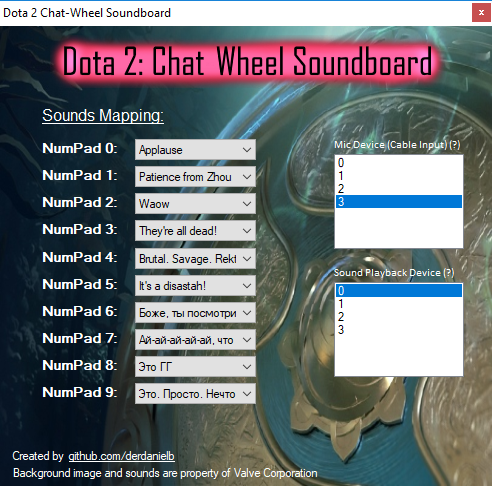 Dota 2 Chat-Wheel Soundboard
x
Dota 2: Chat Wheel Soundboard
Sounds Mapping:
NumPad 0: Applause
NumPad 1: Patience from Zhou
NumPad 2: Waow
NumPad 3: They're all dead!
NumPad 4: Brutal. Savage. Rekt
NumPad 5: It's a disastah!
NumPad 6: Боже, ты посмотри
NumPad 7: Ай-ай-ай-ай-ай, что
NumPad 8: Это ГГ
NumPad 9: Это. Просто. Нечто
Mic Device (Cable Input) (?)
0
1
2
3
Sound Playback Device (?)
0
1
2
3
Created by github.com/derdanielb
Background image and sounds are property of Valve Corporation